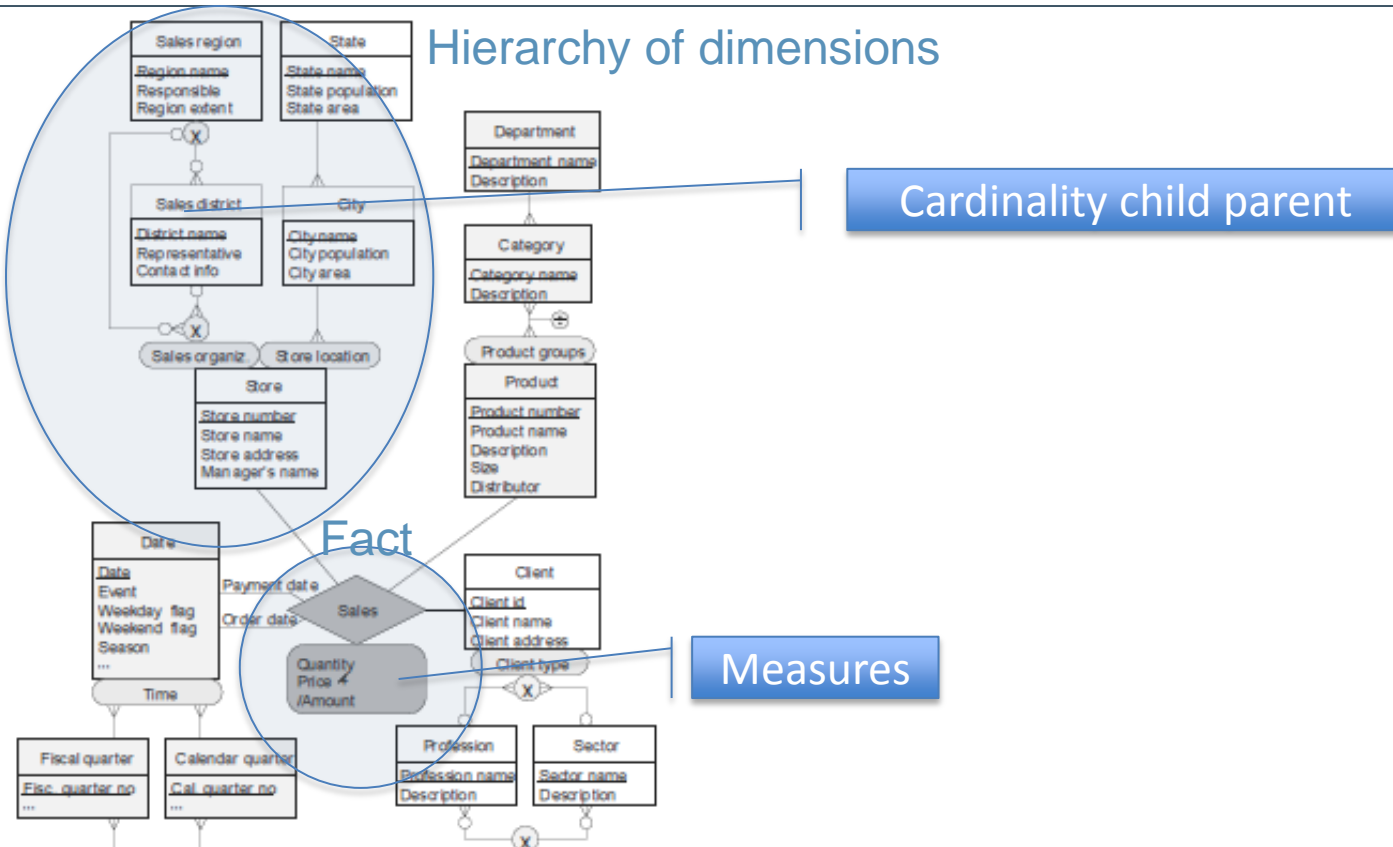 Hierarchy of dimensions
Sales region
Region name
Responsible
Region extent
State
State name
State population
State area
x
Sales district
District name
Representative
Contact info
City
City name
City population
City area
x
Sales organiz.
Store location
Store
Store number
Store name
Store address
Manager's name
Department
Department name
Description
Category
Category name
Description
Product groups
Product
Product number
Product name
Description
Size
Distributor
Cardinality child parent
Fact
Date
Date
Event
Weekday flag
Weekend flag
Season
...
Time
Payment date
Order date
Sales
Quantity
Price
/Amount
Client
Client id
Client name
Client address
Client type
x
Measures
Fiscal quarter
Fisc. quarter no
...
Calendar quarter
Cal. quarter no
...
Profession
Profession name
Description
Sector
Sector name
Description
x